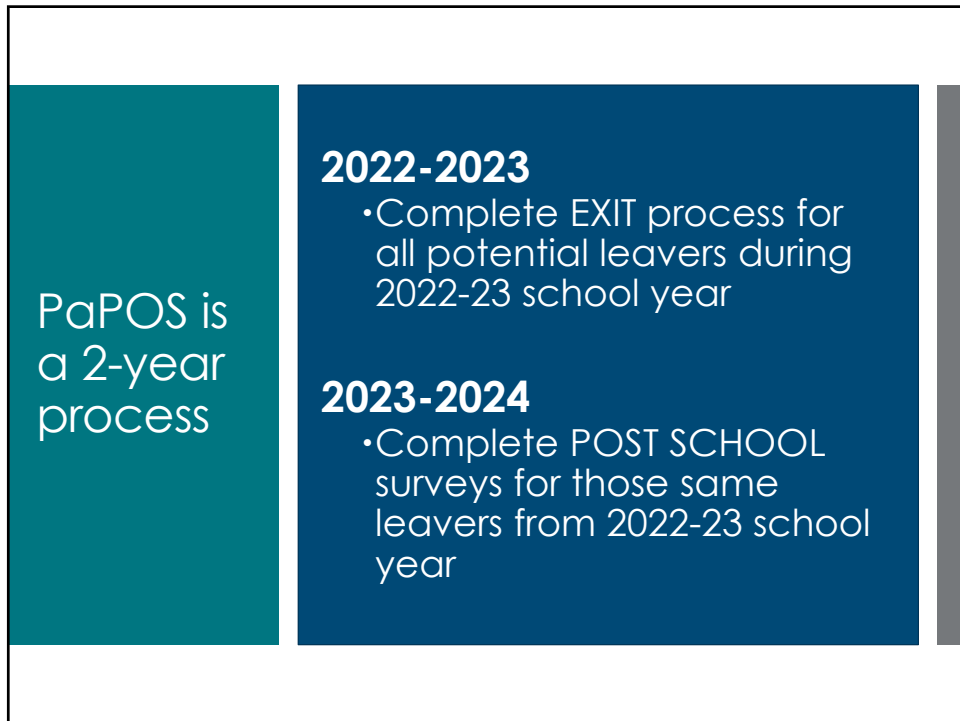 PaPOS is
a 2-year
process
2022-2023
•Complete EXIT process for
all potential leavers during
2022-23 school year
2023-2024
•Complete POST SCHOOL
surveys for those same
leavers from 2022-23 school
year